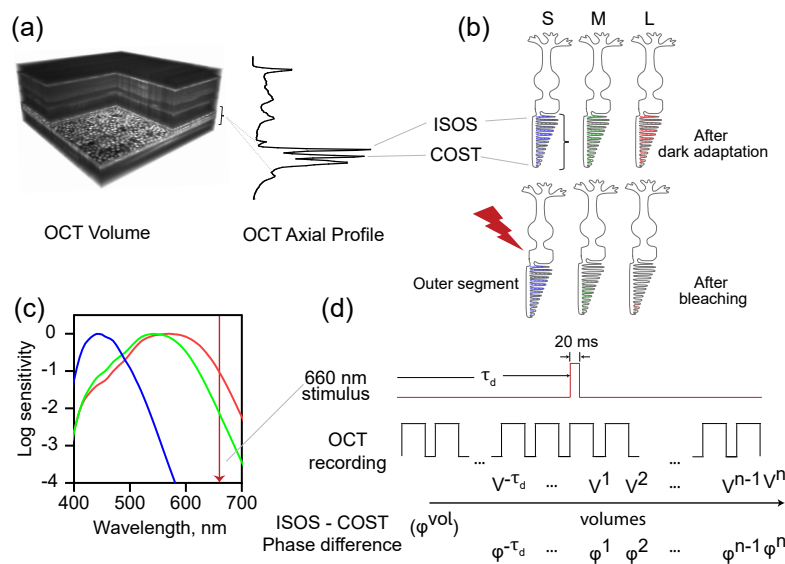 (a)
OCT Volume
OCT Axial Profile
ISOS
COST
(b)
S M L
After
dark adaptation
Outer segment
After
bleaching
(c)
Log sensitivity
0
-1
-2
-3
-4
400 500 600 700
Wavelength, nm
(d)
20 ms
τd
660 nm
stimulus
OCT
recording
... ...
V-τd ... V1 V2 ... Vn-1 Vn
volumes
ISOS - COST
Phase difference
(φvol)
φ-τd ... φ1 φ2 ... φn-1 φn